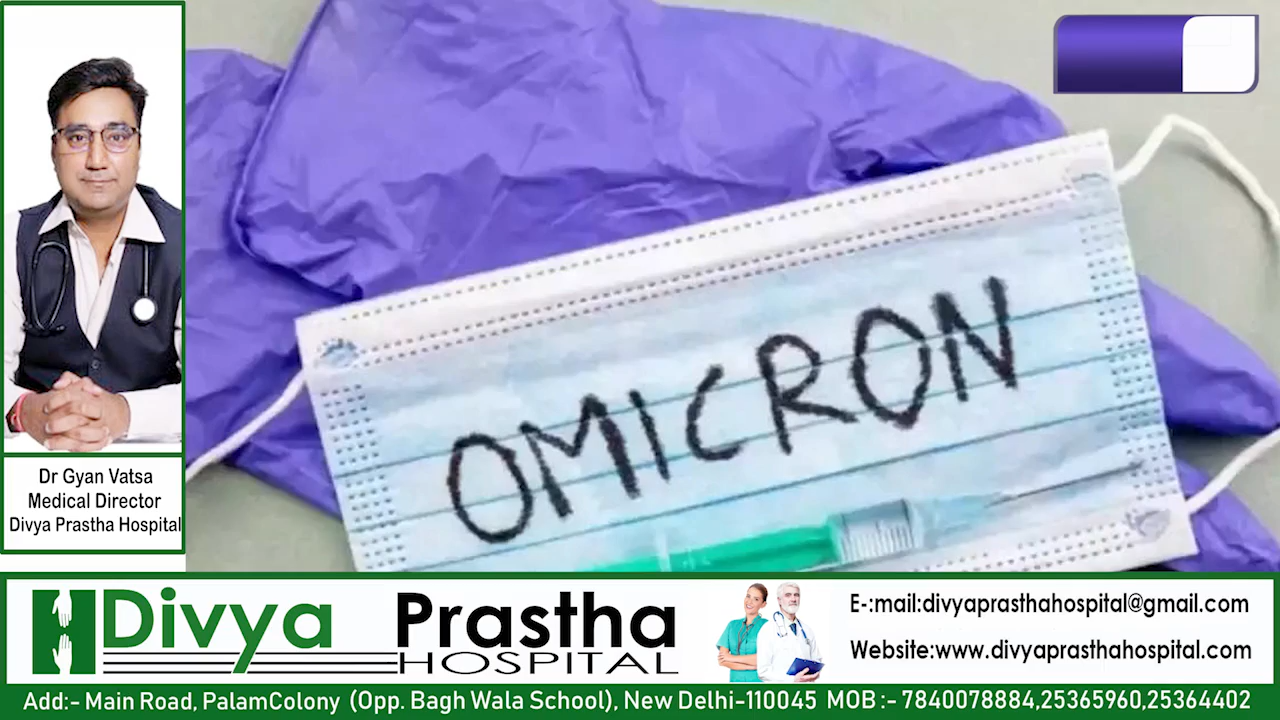 OMICRON
Dr Gyan Vatsa
Medical Director
Divya Prastha Hospital
Divya Prastha
HOSPITAL
E-:mail:divyaprasthahospital@gmail.com
Website:www.divyaprasthahospital.com
Add:- Main Road, PalamColony (Opp. Bagh Wala School), New Delhi-110045 MOB :- 7840078884,25365960,25364402